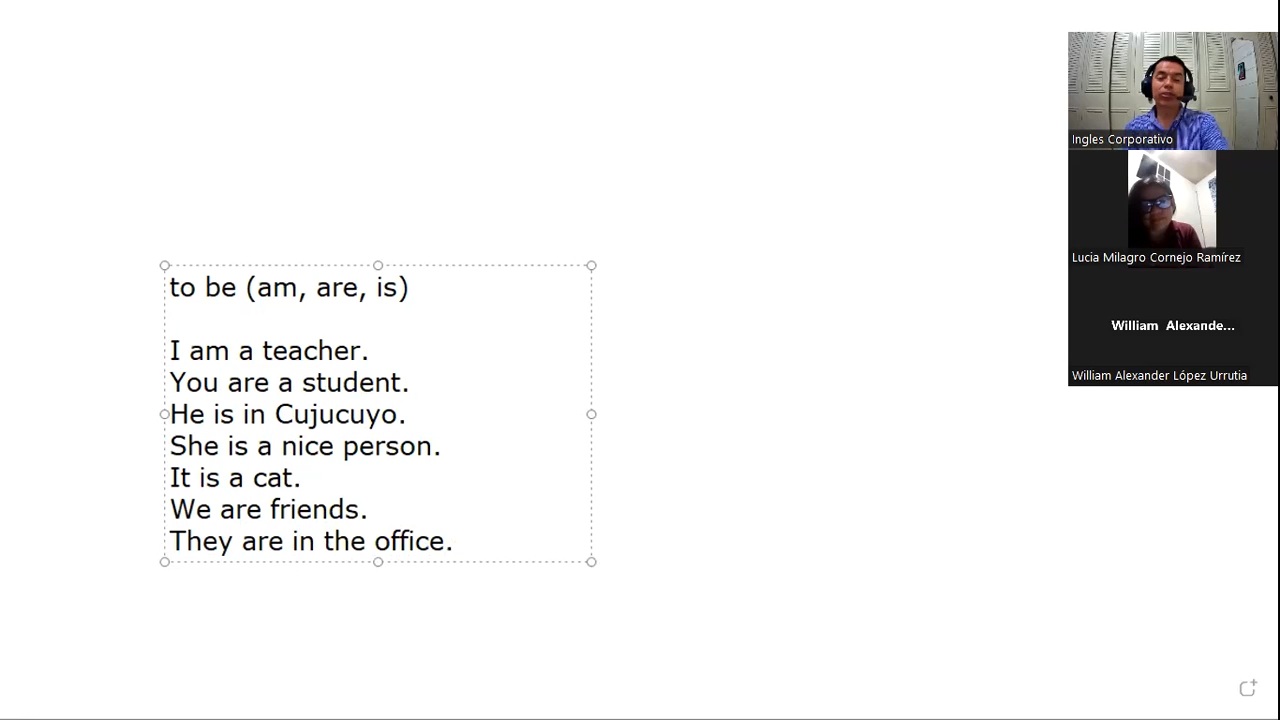 to be (am, are, is)
I am a teacher.
You are a student.
He is in Cujucuyo.
She is a nice person.
It is a cat.
We are friends.
They are in the office.
Ingles Corporativo
Lucia Milagro Cornejo Ramírez
William Alexande...
William Alexander López Urrutia